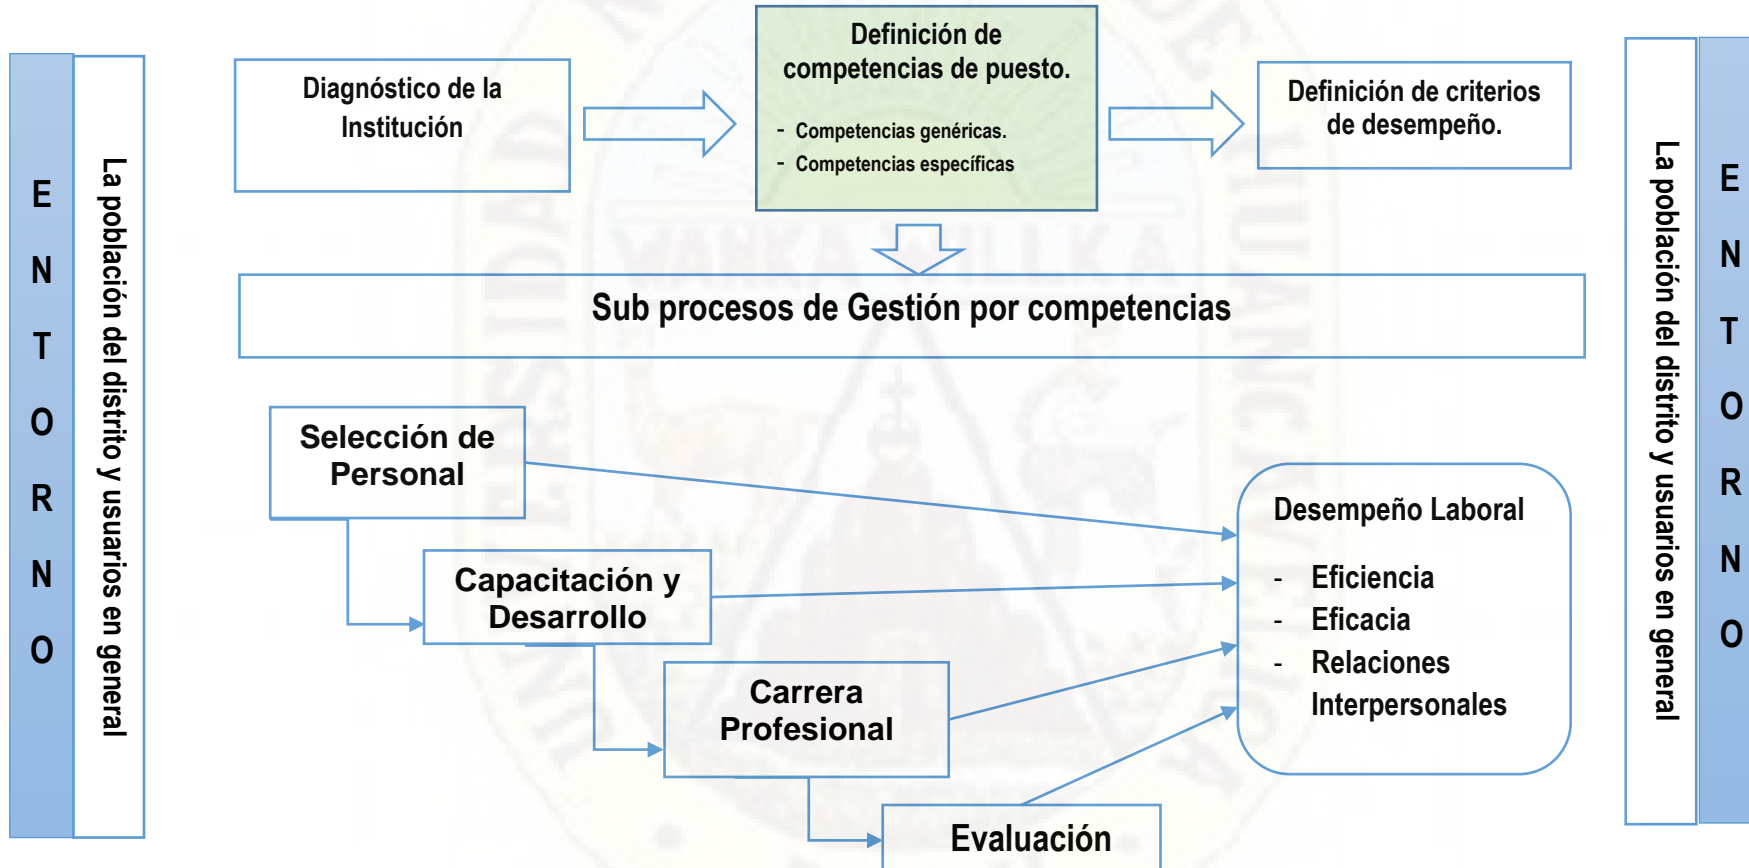 E
N
T
O
R
N
O
La población del distrito y usuarios en general
Diagnóstico de la
Institución
Definición de
competencias de puesto.
- Competencias genéricas.
- Competencias específicas
Definición de criterios
de desempeño.
Sub procesos de Gestión por competencias
Selección de
Personal
Capacitación y
Desarrollo
Carrera
Profesional
Evaluación
Desempeño Laboral
- Eficiencia
- Eficacia
- Relaciones
Interpersonales
La población del distrito y usuarios en general
E
N
T
O
R
N
O
WANKA WILLKA